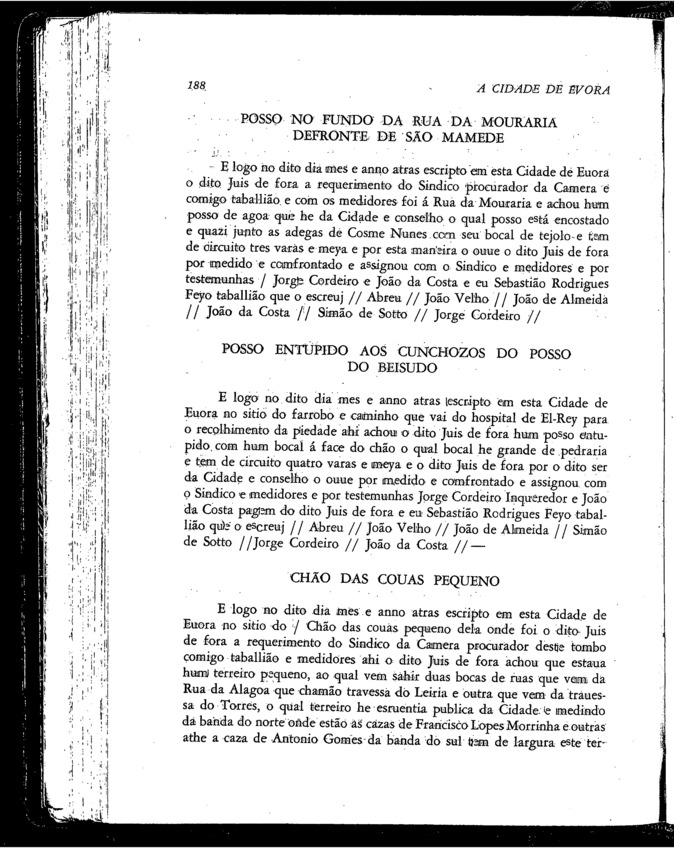 188
A CIDADE DE EVORA
POSSO NO FUNDO DA RUA DA MOURARIA
DEFRONTE DE SÃO MAMEDE
E logo no dito dia mes e anno atras escripto em esta Cidade de Euora
o dito Juis de fora a requerimento do Sindico procurador da Camera e
comigo taballião e com os medidores foi á Rua da Mouraria e achou hum
posso de agoa que he da Cidade e conselho o qual posso está encostado
e quazi junto as adegas de Cosme Nunes com seu bocal de tejolo e tem
de circuito tres varas e meya e por esta maneira o ouue o dito Juis de fora
por medido e comfrontado e assignou com o Sindico e medidores e por
testemunhas / Jorge Cordeiro e João da Costa e eu Sebastião Rodrigues
Feyo taballião que o escreuj // Abreu // João Velho // João de Almeida
// João da Costa // Simão de Sotto // Jorge Cordeiro //
POSSO ENTUPIDO AOS CUNCHOZOS DO POSSO
DO BEISUDO
E logo no dito dia mes e anno atras escripto em esta Cidade de
Euora no sitio do farrobo e caminho que vai do hospital de El-Rey para
o recolhimento da piedade ahi achou o dito Juis de fora hum posso entu-
pido com hum bocal á face do chão o qual bocal he grande de pedraria
e tem de circuito quatro varas e meya e o dito Juis de fora por o dito ser
da Cidade e conselho o ouue por medido e comfrontado e assignou com
o Sindico e medidores e por testemunhas Jorge Cordeiro Inqueredor e João
da Costa pagem do dito Juis de fora e eu Sebastião Rodrigues Feyo tabal-
lião que o escreuj // Abreu // João Velho // João de Almeida // Simão
de Sotto //Jorge Cordeiro // João da Costa // —
CHÃO DAS COUAS PEQUENO
E logo no dito dia mes e anno atras escripto em esta Cidade de
Euora no sitio do / Chão das couas pequeno dela onde foi o dito Juis
de fora a requerimento do Sindico da Camera procurador deste tombo
comigo taballião e medidores ahi o dito Juis de fora achou que estaua
hum terreiro pequeno, ao qual vem sahir duas bocas de ruas que vem da
Rua da Alagoa que chamão travessa do Leiria e outra que vem da traues-
sa do Torres, o qual terreiro he esruentia publica da Cidade e medindo
da banda do norte onde estão as cazas de Francisco Lopes Morrinha e outras
athe a caza de Antonio Gomes da banda do sul tem de largura este ter-